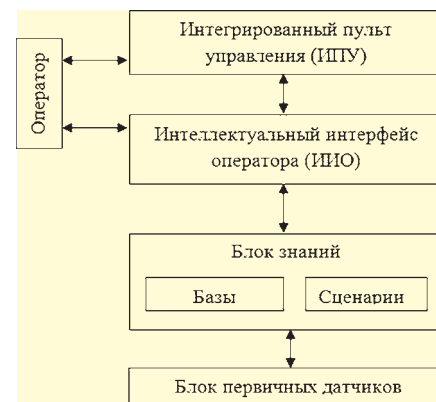 Оператор
Интегрированный пульт
управления (ИПУ)
Интеллектуальный интерфейс
оператора (ИИО)
Блок знаний
Базы
Сценарии
Блок первичных датчиков